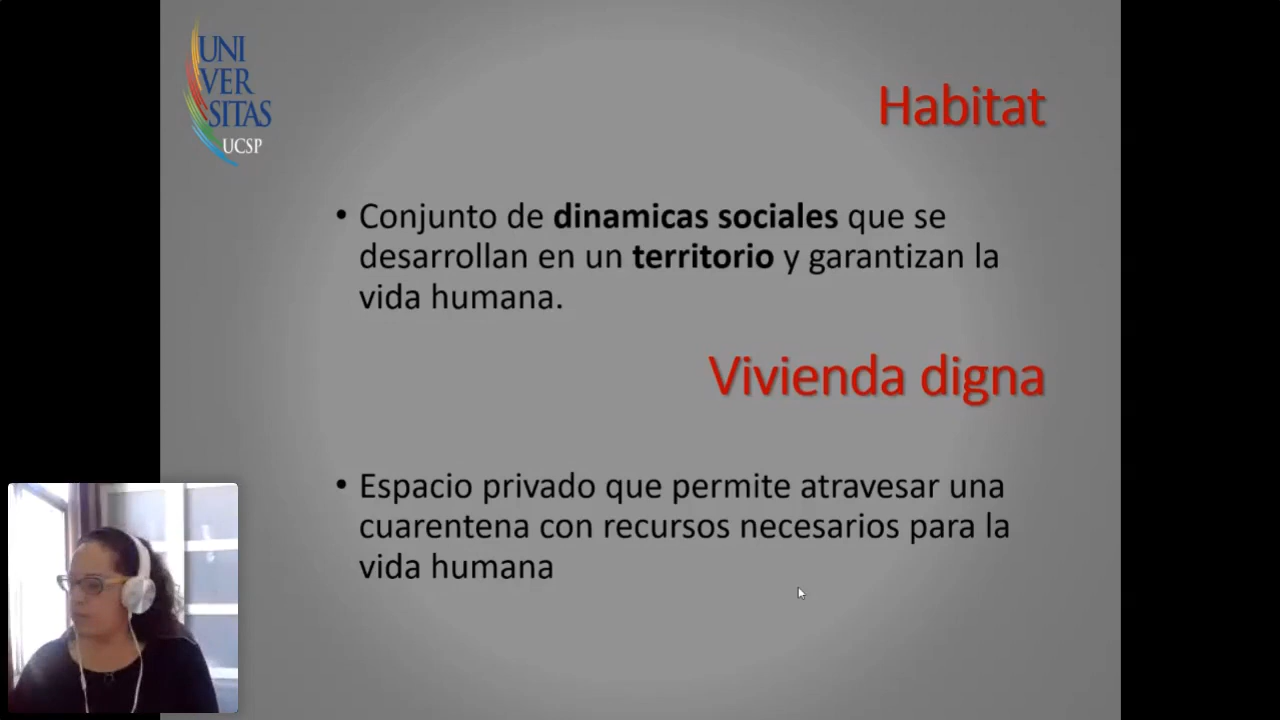 UNI
VER
SITAS
UCSP
Habitat
• Conjunto de dinamicas sociales que se
desarrollan en un territorio y garantizan la
vida humana.
Vivienda digna
• Espacio privado que permite atravesar una
cuarentena con recursos necesarios para la
vida humana